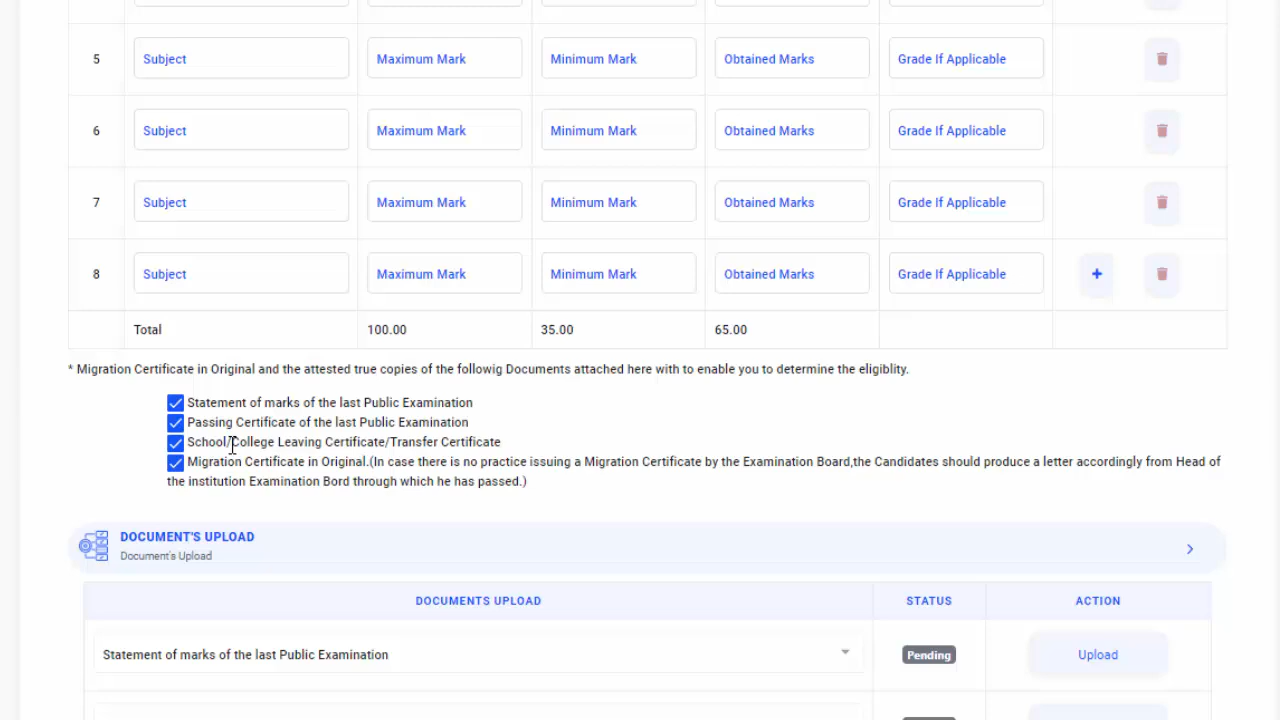 5 Subject Maximum Mark Minimum Mark Obtained Marks Grade If Applicable
6 Subject Maximum Mark Minimum Mark Obtained Marks Grade If Applicable
7 Subject Maximum Mark Minimum Mark Obtained Marks Grade If Applicable
8 Subject Maximum Mark Minimum Mark Obtained Marks Grade If Applicable +
Total 100.00 35.00 65.00
* Migration Certificate in Original and the attested true copies of the followig Documents attached here with to enable you to determine the eligiblity.
Statement of marks of the last Public Examination
Passing Certificate of the last Public Examination
School/College Leaving Certificate/Transfer Certificate
Migration Certificate in Original.(In case there is no practice issuing a Migration Certificate by the Examination Board,the Candidates should produce a letter accordingly from Head of
the institution Examination Bord through which he has passed.)
DOCUMENT'S UPLOAD
Document's Upload
DOCUMENTS UPLOAD STATUS ACTION
Statement of marks of the last Public Examination Pending Upload